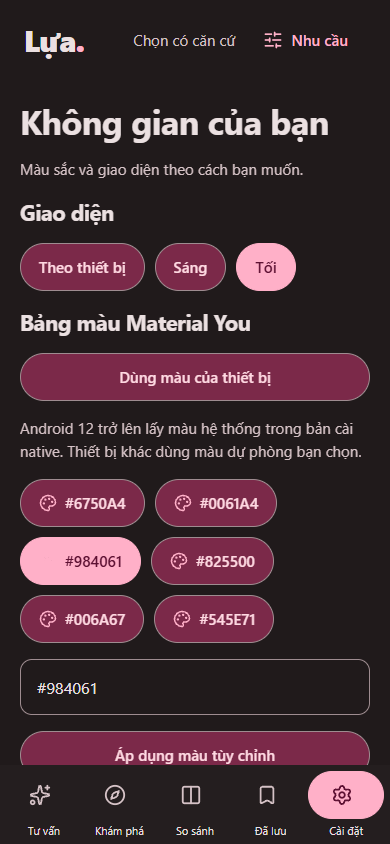 Lựa.
Chọn có căn cứ
Nhu cầu
Không gian của bạn
Màu sắc và giao diện theo cách bạn muốn.
Giao diện
Theo thiết bị
Sáng
Tối
Bảng màu Material You
Dùng màu của thiết bị
Android 12 trở lên lấy màu hệ thống trong bản cài
native. Thiết bị khác dùng màu dự phòng bạn chọn.
#6750A4
#0061A4
#984061
#825500
#006A67
#545E71
#984061
Áp dụng màu tùy chỉnh
Tư vấn
Khám phá
So sánh
Đã lưu
Cài đặt